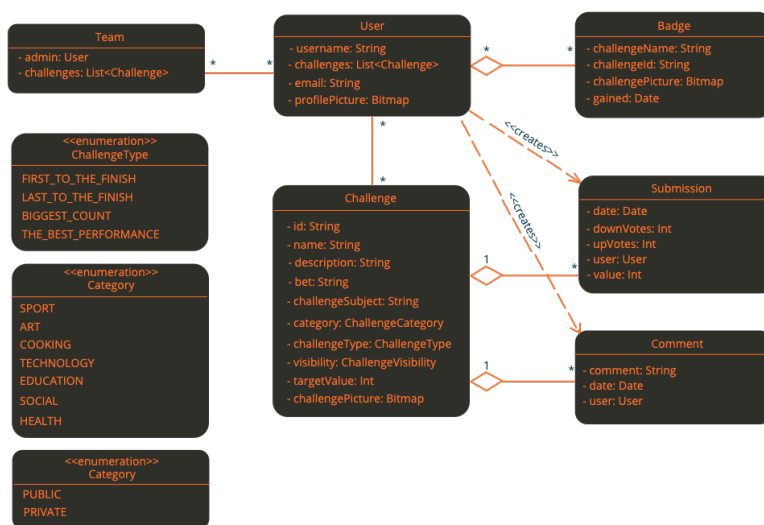 Team
- admin: User
- challenges: List<Challenge>
*
*
User
- username: String
- challenges: List<Challenge>
- email: String
- profilePicture: Bitmap
*
*
Badge
- challengeName: String
- challengeId: String
- challengePicture: Bitmap
- gained: Date
<<enumeration>>
ChallengeType
FIRST_TO_THE_FINISH
LAST_TO_THE_FINISH
BIGGEST_COUNT
THE_BEST_PERFORMANCE
*
*
<<creates>>
<<creates>>
Challenge
- id: String
- name: String
- description: String
- bet: String
- challengeSubject: String
- category: ChallengeCategory
- challengeType: ChallengeType
- visibility: ChallengeVisibility
- targetValue: Int
- challengePicture: Bitmap
1
*
Submission
- date: Date
- downVotes: Int
- upVotes: Int
- user: User
- value: Int
<<enumeration>>
Category
SPORT
ART
COOKING
TECHNOLOGY
EDUCATION
SOCIAL
HEALTH
1
*
Comment
- comment: String
- date: Date
- user: User
<<enumeration>>
Category
PUBLIC
PRIVATE